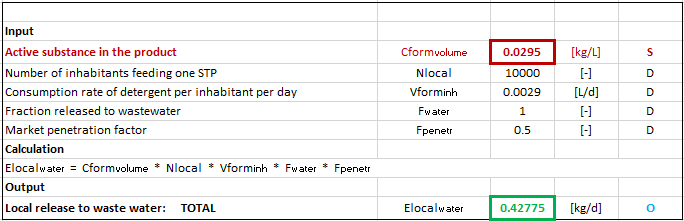 Input
Active substance in the product Cformvolume 0.0295 [kg/L] S
Number of inhabitants feeding one STP Nlocal 10000 [-] D
Consumption rate of detergent per inhabitant per day Vforminh 0.0029 [L/d] D
Fraction released to wastewater Fwater 1 [-] D
Market penetration factor Fpenetr 0.5 [-] D
Calculation
Elocalwater = Cformvolume * Nlocal * Vforminh * Fwater * Fpenetr
Output
Local release to waste water: TOTAL Elocalwater 0.42775 [kg/d] O